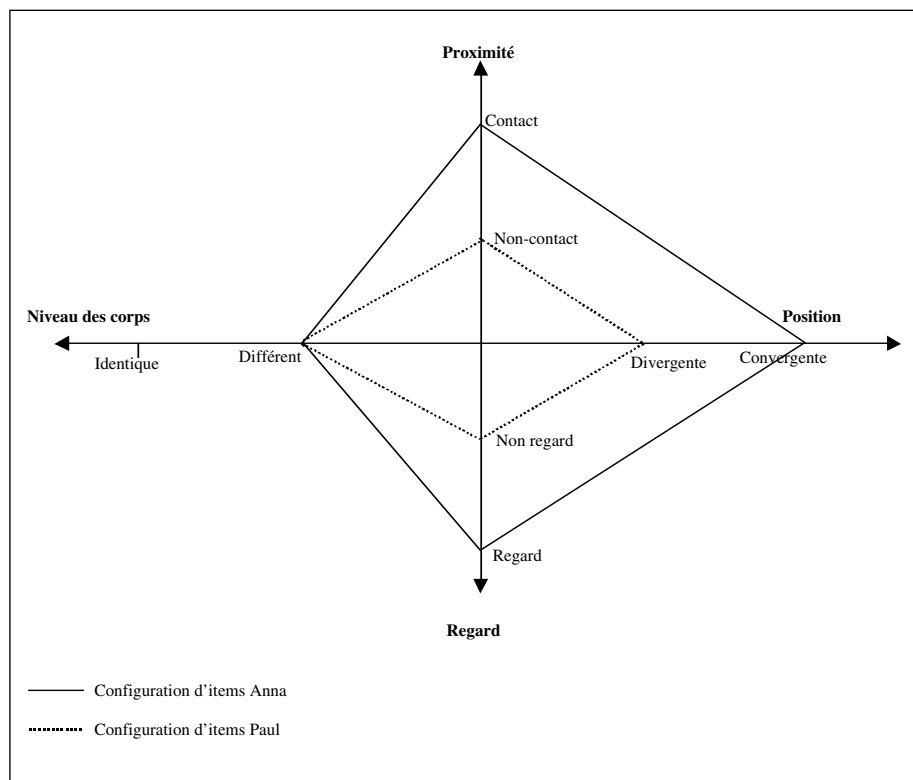 Proximité
Contact
Non-contact
Niveau des corps
Position
Identique
Différent
Divergente
Convergente
Non regard
Regard
Regard
Configuration d'items Anna
Configuration d'items Paul